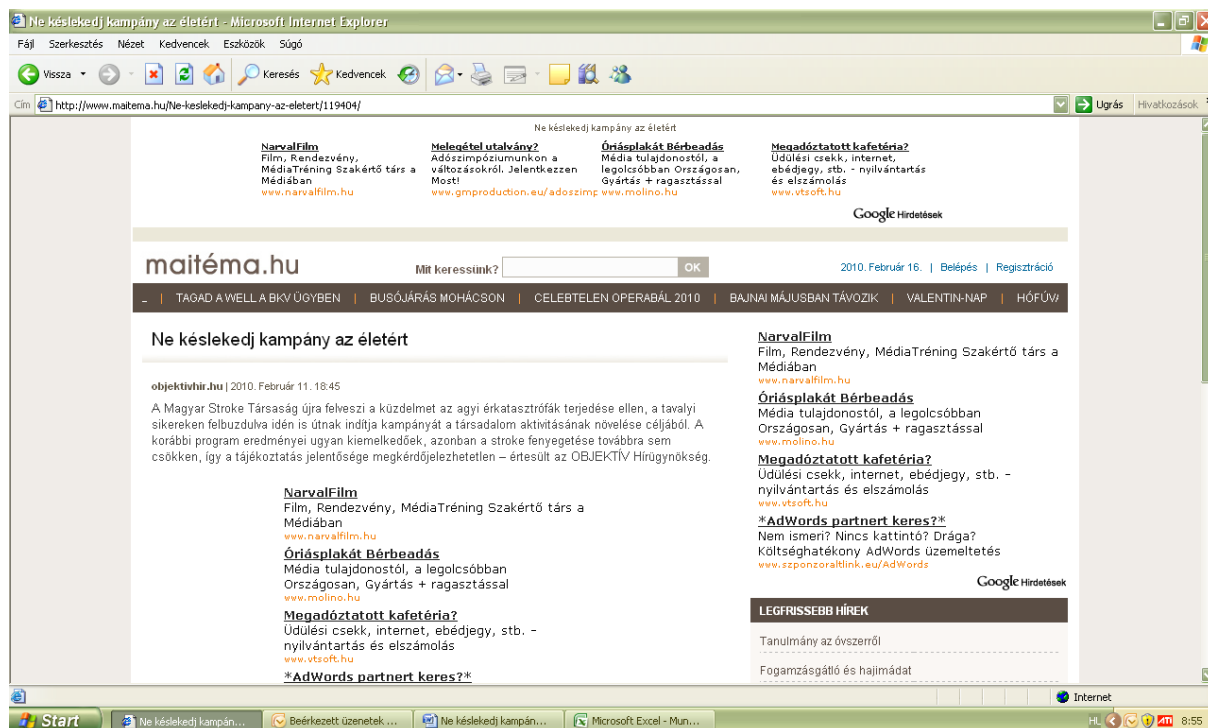 Ne késlekedj kampány az életért - Microsoft Internet Explorer
Fájl Szerkesztés Nézet Kedvencek Eszközök Súgó
Vissza Keresés Kedvencek
Cím http://www.maitema.hu/Ne-keslekedj-kampany-az-eletert/119404/ Ugrás Hivatkozások
Ne késlekedj kampány az életért
NarvalFilm
Film, Rendezvény,
MédiaTréning Szakértő társ a
Médiában
www.narvalfilm.hu
Melegétel utalvány?
Adószimpóziumunkon a
változásokról. Jelentkezzen
Most!
www.gmproduction.eu/adoszimp
Óriásplakát Bérbeadás
Média tulajdonostól, a
legolcsóbban Országosan,
Gyártás + ragasztással
www.molino.hu
Megadóztatott kafetéria?
Üdülési csekk, internet,
ebédjegy, stb. - nyilvántartás
és elszámolás
www.vtsoft.hu
Google Hirdetések
maitéma.hu
Mit keressünk? OK
2010. Február 16. | Belépés | Regisztráció
| TAGAD A WELL A BKV ÜGYBEN | BUSÓJÁRÁS MOHÁCSON | CELEBTELEN OPERABÁL 2010 | BAJNAI MÁJUSBAN TÁVOZIK | VALENTIN-NAP | HÓFÚVÁ
Ne késlekedj kampány az életért
objektivhir.hu | 2010. Február 11. 18:45
A Magyar Stroke Társaság újra felveszi a küzdelmet az agyi érkatasztrófák terjedése ellen, a tavalyi
sikereken felbuzdulva idén is útnak indítja kampányát a társadalom aktivitásának növelése céljából. A
korábbi program eredményei ugyan kiemelkedőek, azonban a stroke fenyegetése továbbra sem
csökken, így a tájékoztatás jelentősége megkérdőjelezhetetlen – értesült az OBJEKTÍV Hírügynökség.
NarvalFilm
Film, Rendezvény, MédiaTréning Szakértő társ a
Médiában
www.narvalfilm.hu
Óriásplakát Bérbeadás
Média tulajdonostól, a legolcsóbban
Országosan, Gyártás + ragasztással
www.molino.hu
Megadóztatott kafetéria?
Üdülési csekk, internet, ebédjegy, stb. -
nyilvántartás és elszámolás
www.vtsoft.hu
*AdWords partnert keres?*
NarvalFilm
Film, Rendezvény, MédiaTréning Szakértő társ a
Médiában
www.narvalfilm.hu
Óriásplakát Bérbeadás
Média tulajdonostól, a legolcsóbban
Országosan, Gyártás + ragasztással
www.molino.hu
Megadóztatott kafetéria?
Üdülési csekk, internet, ebédjegy, stb. -
nyilvántartás és elszámolás
www.vtsoft.hu
*AdWords partnert keres?*
Nem ismeri? Nincs kattintó? Drága?
Költséghatékony AdWords üzemeltetés
www.szponzoraltlink.eu/AdWords
Google Hirdetések
LEGFRISSEBB HÍREK
Tanulmány az óvszerről
Fogamzásgátló és hajimádat
Internet
Start Ne késlekedj kampán... Beérkezett üzenetek ... Ne késlekedj kampán... Microsoft Excel - Mun... HU ATI 8:55